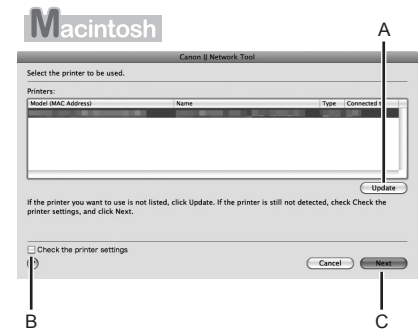 Macintosh
A
Canon IJ Network Tool
Select the printer to be used.
Printers:
Model (MAC Address) Name Type Connected
Update
If the printer you want to use is not listed, click Update. If the printer is still not detected, check Check the
printer settings, and click Next.
Check the printer settings
Cancel Next
B C